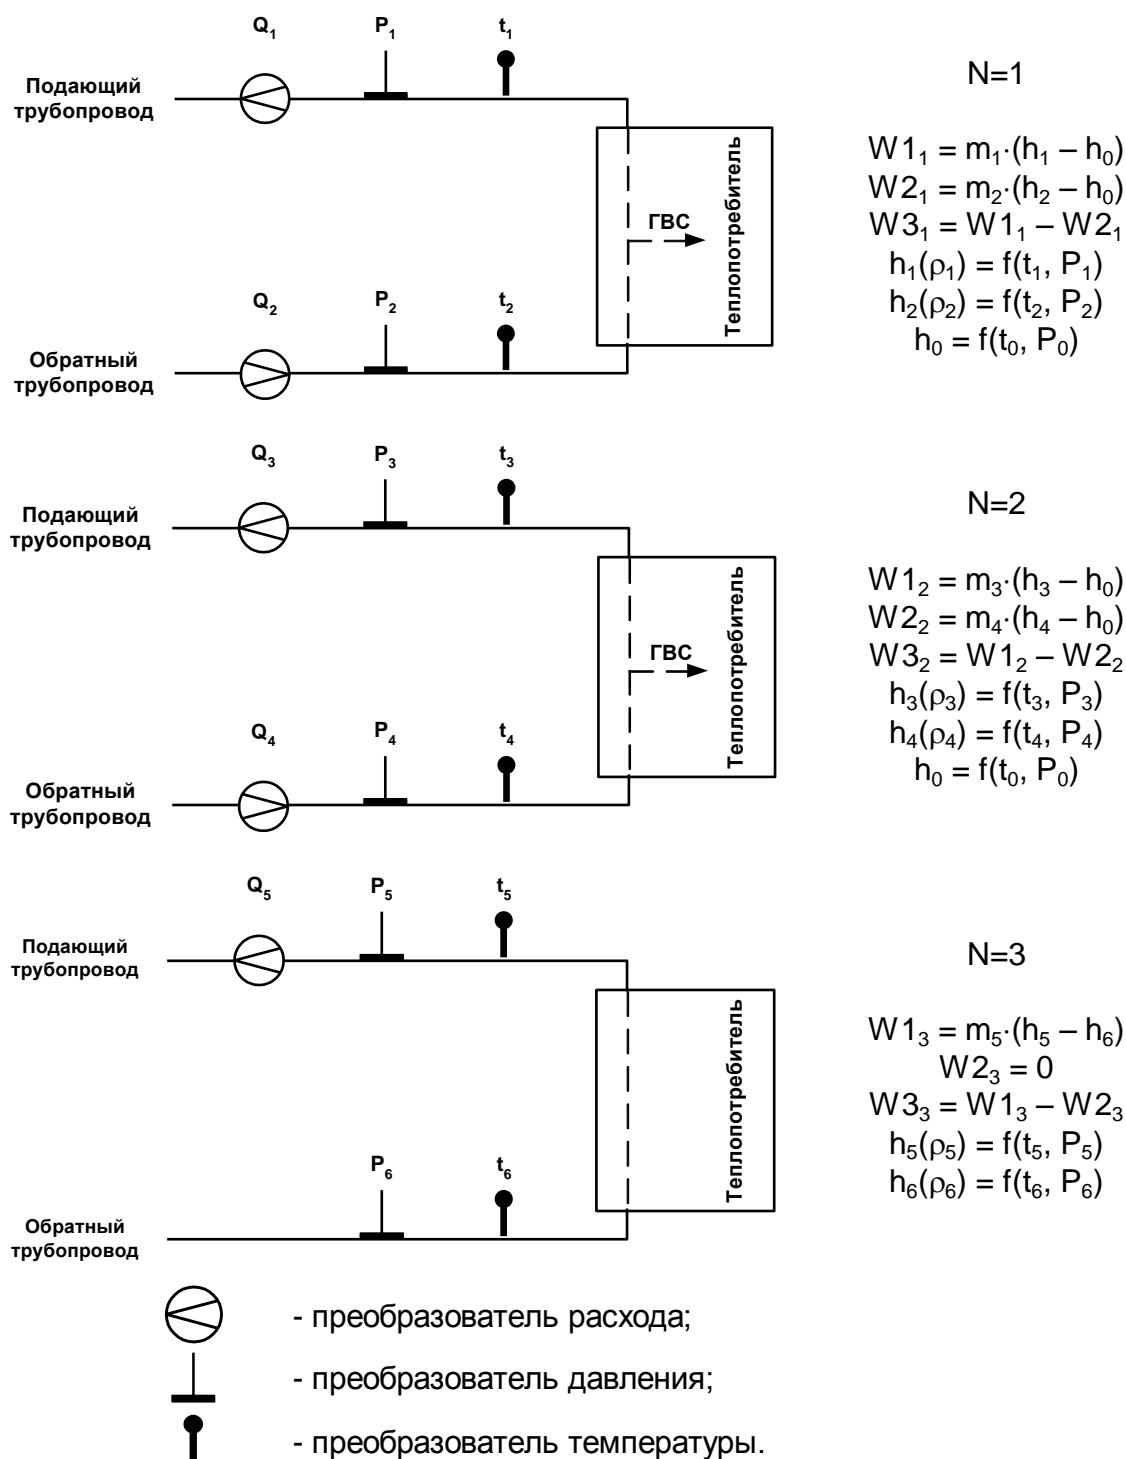 Q₁ P₁ t₁
Подающий
трубопровод
Теплопотребитель
ГВС
Q₂ P₂ t₂
Обратный
трубопровод
N=1
W1₁ = m₁·(h₁ – h₀)
W2₁ = m₂·(h₂ – h₀)
W3₁ = W1₁ – W2₁
h₁(ρ₁) = f(t₁, P₁)
h₂(ρ₂) = f(t₂, P₂)
h₀ = f(t₀, P₀)
Q₃ P₃ t₃
Подающий
трубопровод
Теплопотребитель
ГВС
Q₄ P₄ t₄
Обратный
трубопровод
N=2
W1₂ = m₃·(h₃ – h₀)
W2₂ = m₄·(h₄ – h₀)
W3₂ = W1₂ – W2₂
h₃(ρ₃) = f(t₃, P₃)
h₄(ρ₄) = f(t₄, P₄)
h₀ = f(t₀, P₀)
Q₅ P₅ t₅
Подающий
трубопровод
Теплопотребитель
P₆ t₆
Обратный
трубопровод
N=3
W1₃ = m₅·(h₅ – h₆)
W2₃ = 0
W3₃ = W1₃ – W2₃
h₅(ρ₅) = f(t₅, P₅)
h₆(ρ₆) = f(t₆, P₆)
- преобразователь расхода;
- преобразователь давления;
- преобразователь температуры.